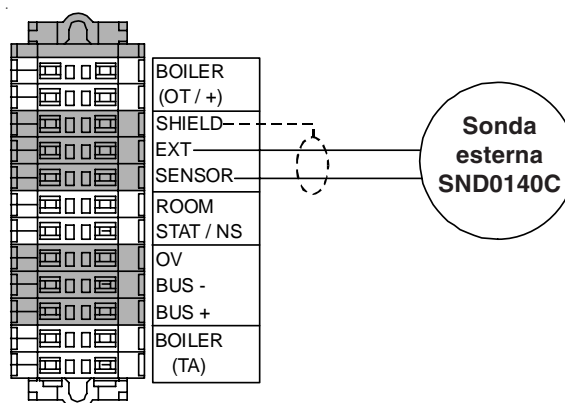 BOILER
(OT / +)
SHIELD
EXT
SENSOR
ROOM
STAT / NS
OV
BUS -
BUS +
BOILER
(TA)
Sonda
esterna
SND0140C